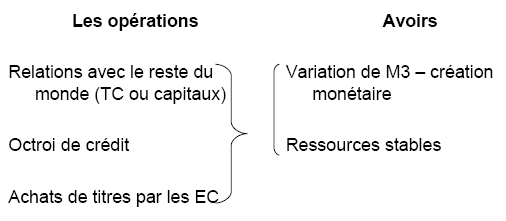 Les opérations
Avoirs
Relations avec le reste du
monde (TC ou capitaux)
Variation de M3 – création
monétaire
Octroi de crédit
Ressources stables
Achats de titres par les EC